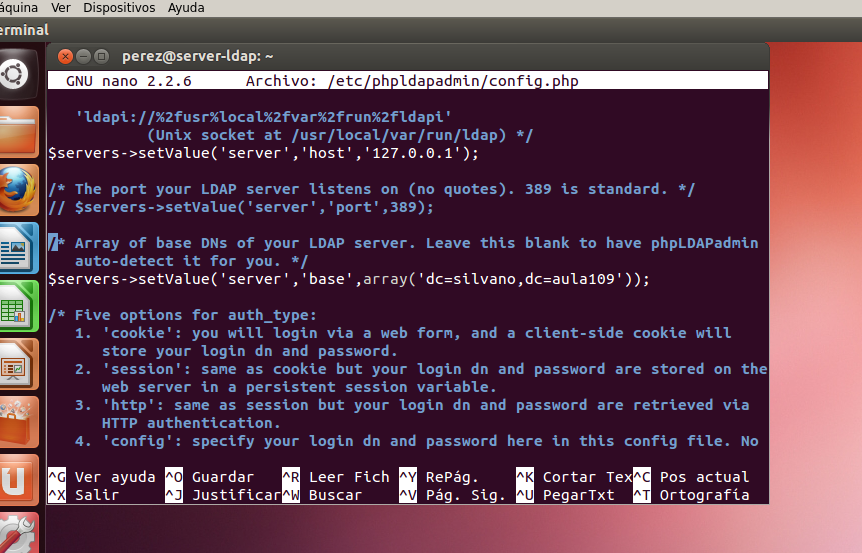 áquina Ver Dispositivos Ayuda
erminal
perez@server-ldap: ~
GNU nano 2.2.6 Archivo: /etc/phpldapadmin/config.php
'ldapi://%2fusr%local%2fvar%2frun%2fldapi'
(Unix socket at /usr/local/var/run/ldap) */
$servers->setValue('server','host','127.0.0.1');
/* The port your LDAP server listens on (no quotes). 389 is standard. */
// $servers->setValue('server','port',389);
/* Array of base DNs of your LDAP server. Leave this blank to have phpLDAPadmin
auto-detect it for you. */
$servers->setValue('server','base',array('dc=silvano,dc=aula109'));
/* Five options for auth_type:
1. 'cookie': you will login via a web form, and a client-side cookie will
store your login dn and password.
2. 'session': same as cookie but your login dn and password are stored on the
web server in a persistent session variable.
3. 'http': same as session but your login dn and password are retrieved via
HTTP authentication.
4. 'config': specify your login dn and password here in this config file. No
^G Ver ayuda ^O Guardar ^R Leer Fich ^Y RePág. ^K Cortar Tex ^C Pos actual
^X Salir ^J Justificar ^W Buscar ^V Pág. Sig. ^U PegarTxt ^T Ortografía